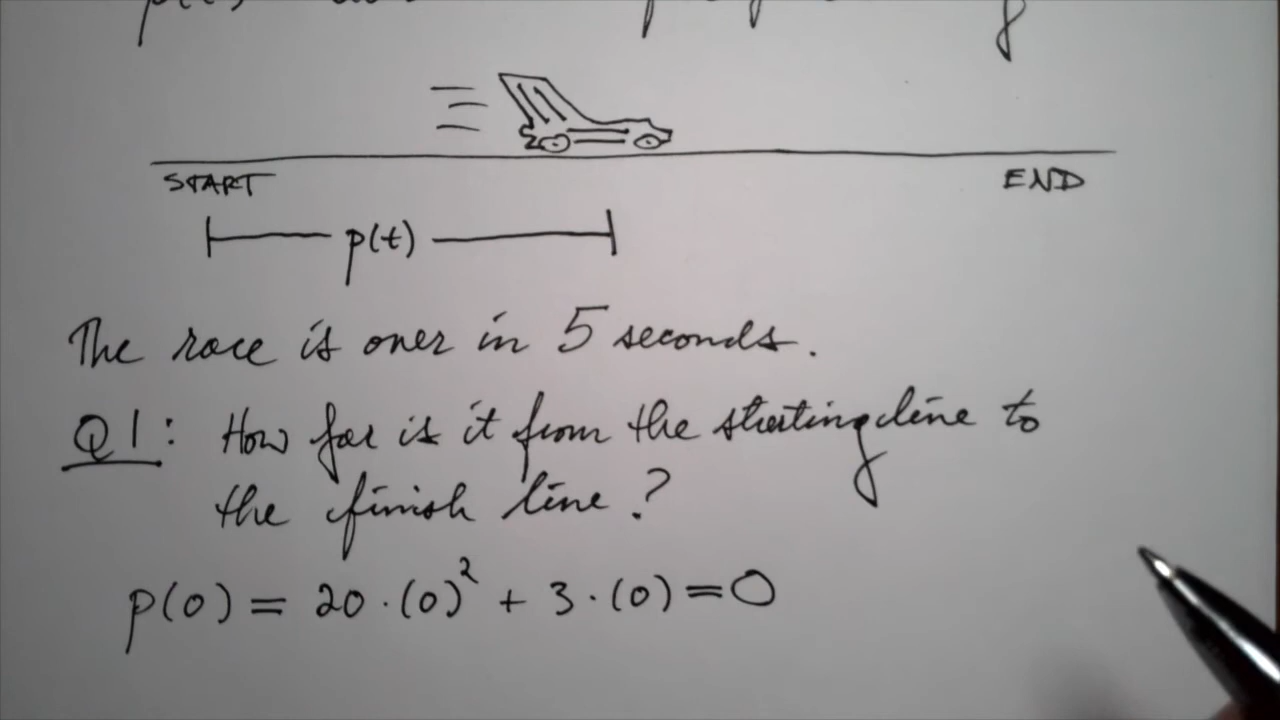 p(t)
START
END
p(t)
The race is over in 5 seconds.
Q1: How far is it from the starting line to
the finish line?
p(0) = 20·(0)² + 3·(0) = 0